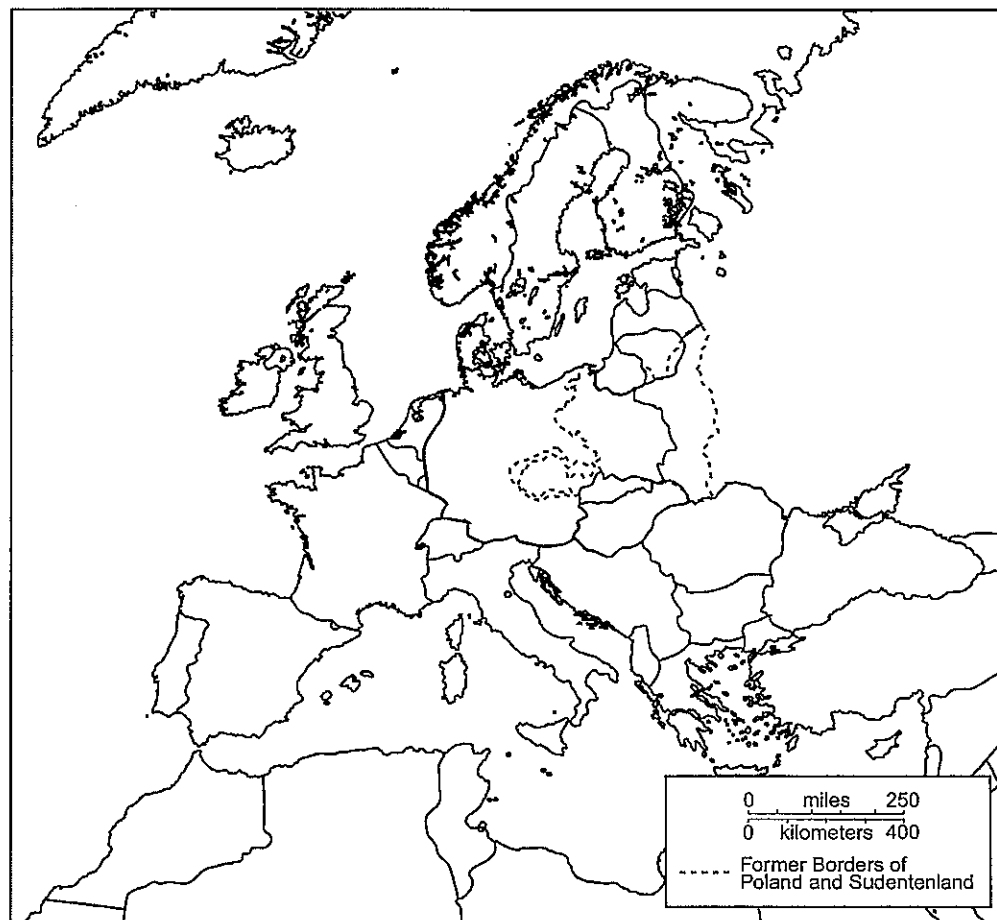 0 miles 250
0 kilometers 400
Former Borders of
Poland and Sudentenland